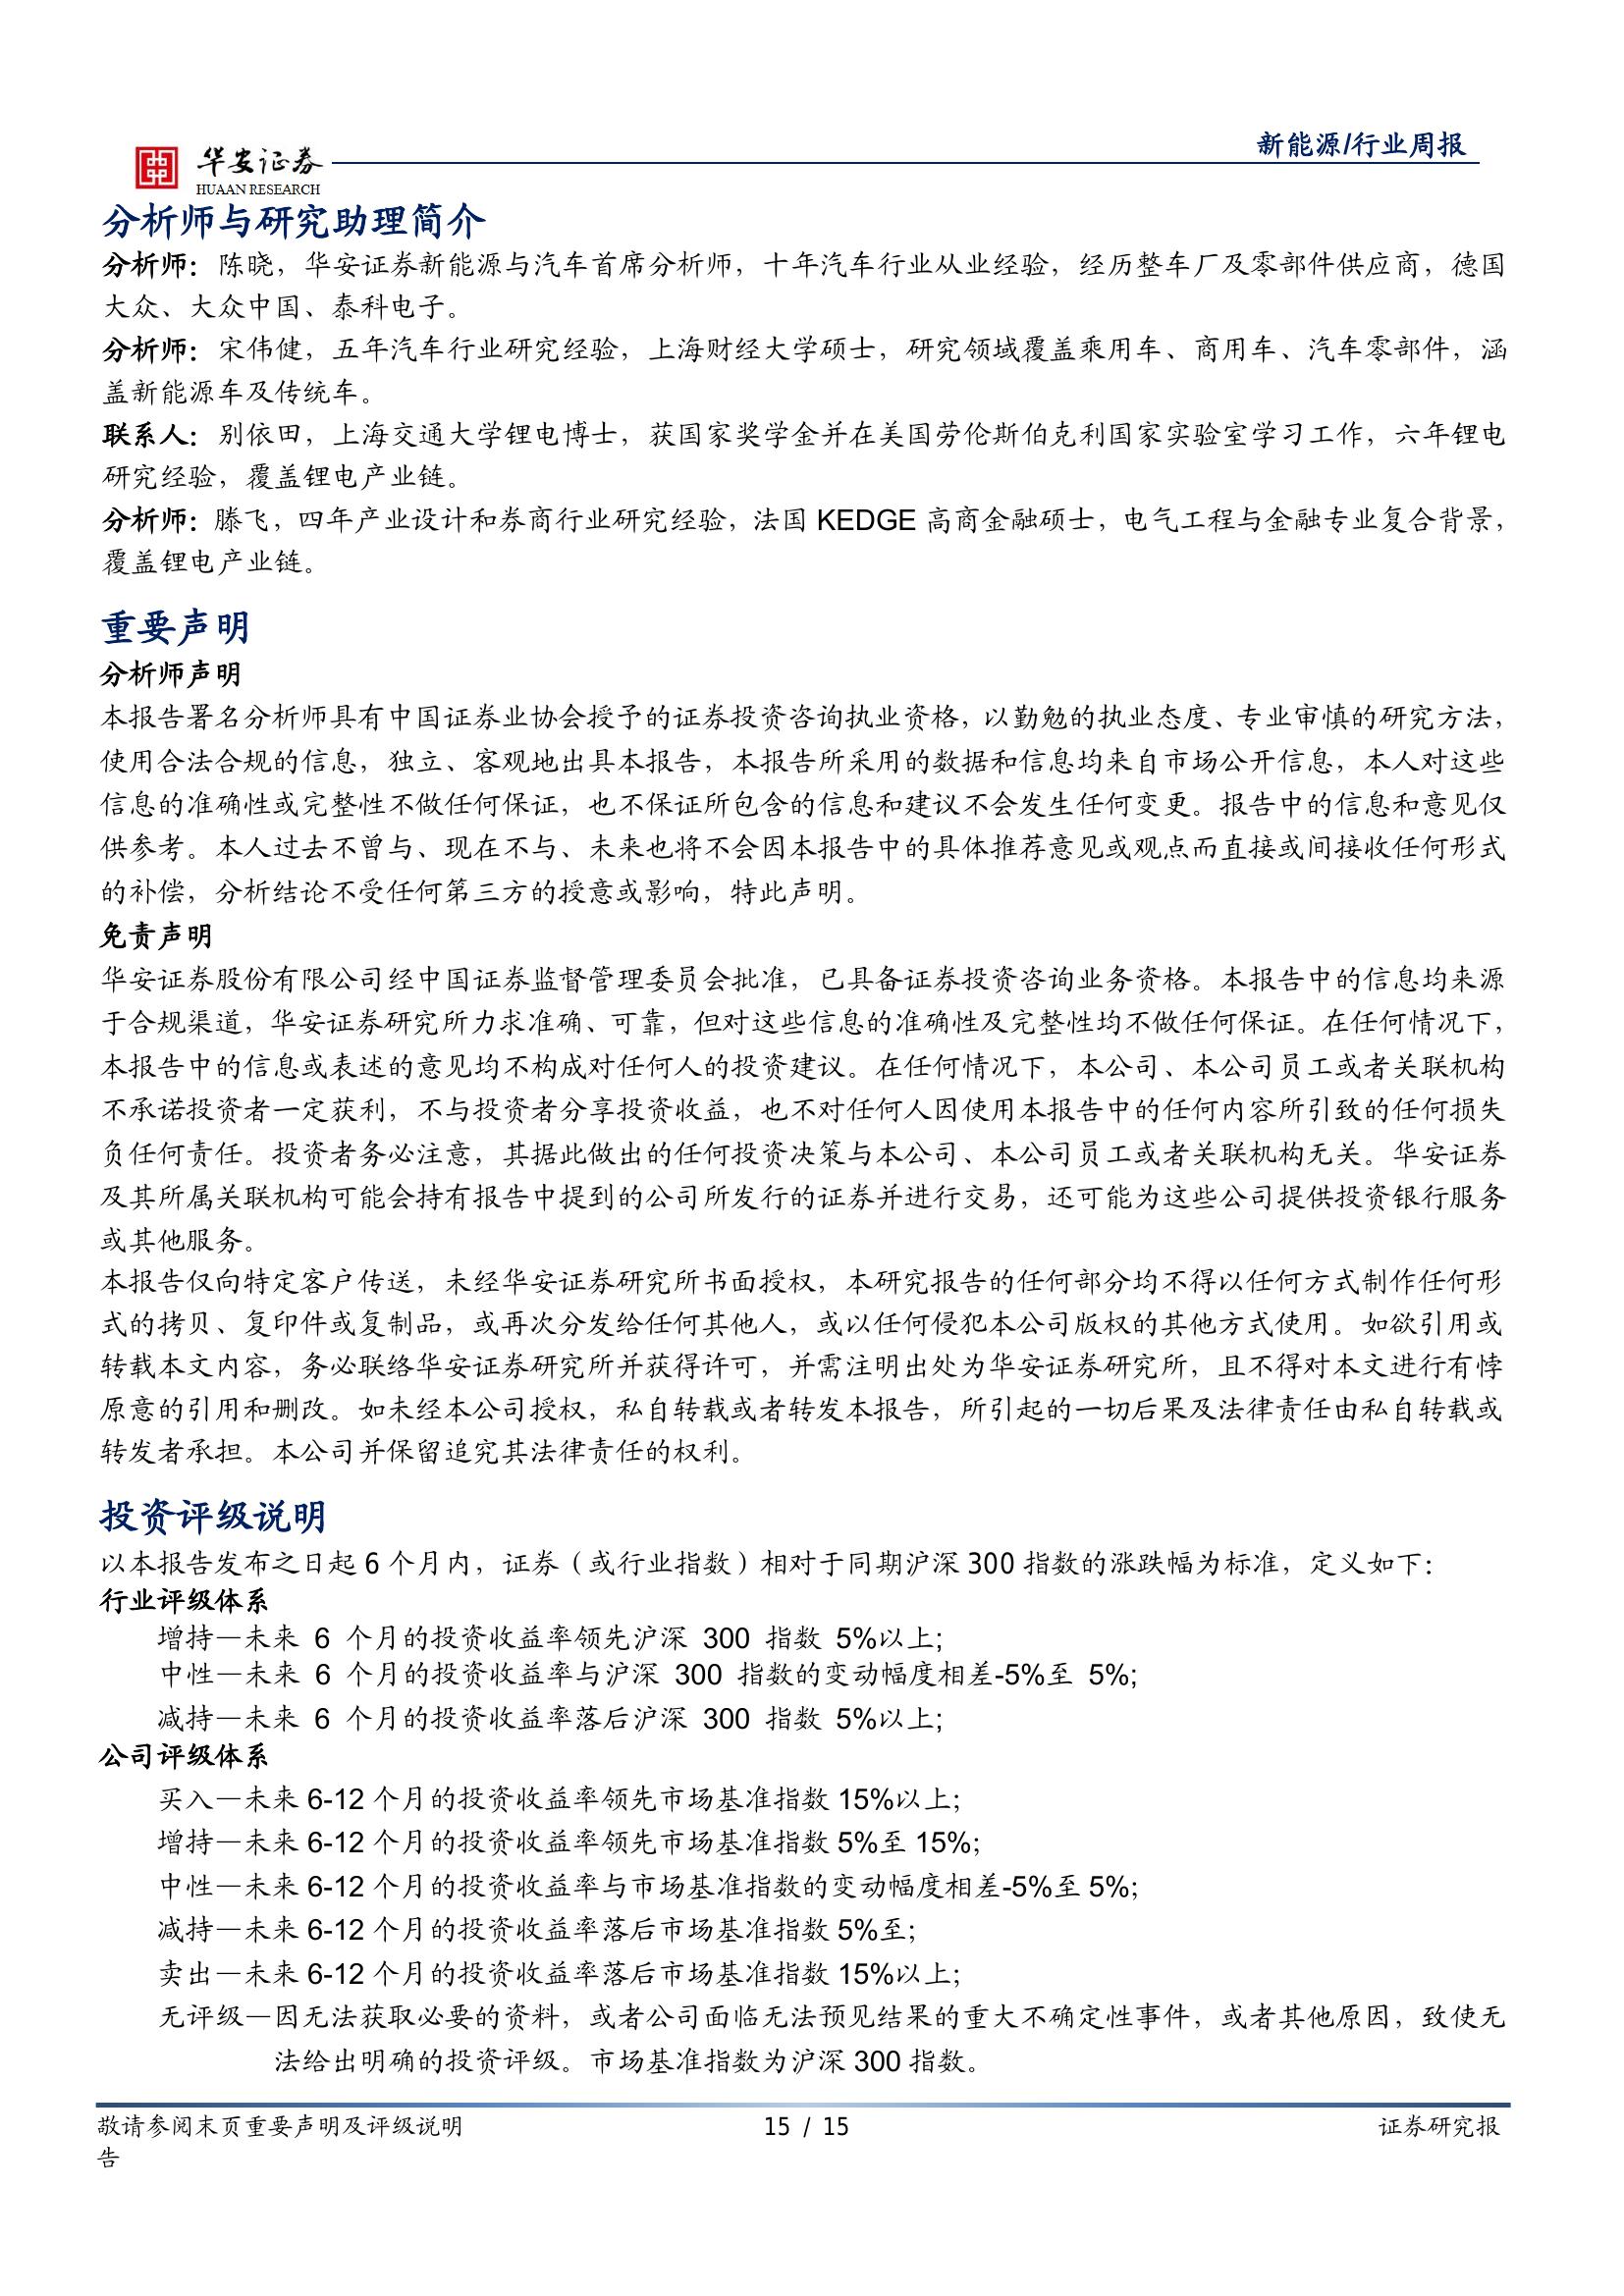 新能源/行业周报
华安证券
HUAAN RESEARCH
分析师与研究助理简介
分析师：陈晓，华安证券新能源与汽车首席分析师，十年汽车行业从业经验，经历整车厂及零部件供应商，德国
大众、大众中国、泰科电子。
分析师：宋伟健，五年汽车行业研究经验，上海财经大学硕士，研究领域覆盖乘用车、商用车、汽车零部件，涵
盖新能源车及传统车。
联系人：别依田，上海交通大学锂电博士，获国家奖学金并在美国劳伦斯伯克利国家实验室学习工作，六年锂电
研究经验，覆盖锂电产业链。
分析师：滕飞，四年产业设计和券商行业研究经验，法国 KEDGE 高商金融硕士，电气工程与金融专业复合背景，
覆盖锂电产业链。
重要声明
分析师声明
本报告署名分析师具有中国证券业协会授予的证券投资咨询执业资格，以勤勉的执业态度、专业审慎的研究方法，
使用合法合规的信息，独立、客观地出具本报告，本报告所采用的数据和信息均来自市场公开信息，本人对这些
信息的准确性或完整性不做任何保证，也不保证所包含的信息和建议不会发生任何变更。报告中的信息和意见仅
供参考。本人过去不曾与、现在不与、未来也将不会因本报告中的具体推荐意见或观点而直接或间接收任何形式
的补偿，分析结论不受任何第三方的授意或影响，特此声明。
免责声明
华安证券股份有限公司经中国证券监督管理委员会批准，已具备证券投资咨询业务资格。本报告中的信息均来源
于合规渠道，华安证券研究所力求准确、可靠，但对这些信息的准确性及完整性均不做任何保证。在任何情况下，
本报告中的信息或表述的意见均不构成对任何人的投资建议。在任何情况下，本公司、本公司员工或者关联机构
不承诺投资者一定获利，不与投资者分享投资收益，也不对任何人因使用本报告中的任何内容所引致的任何损失
负任何责任。投资者务必注意，其据此做出的任何投资决策与本公司、本公司员工或者关联机构无关。华安证券
及其所属关联机构可能会持有报告中提到的公司所发行的证券并进行交易，还可能为这些公司提供投资银行服务
或其他服务。
本报告仅向特定客户传送，未经华安证券研究所书面授权，本研究报告的任何部分均不得以任何方式制作任何形
式的拷贝、复印件或复制品，或再次分发给任何其他人，或以任何侵犯本公司版权的其他方式使用。如欲引用或
转载本文内容，务必联络华安证券研究所并获得许可，并需注明出处为华安证券研究所，且不得对本文进行有悖
原意的引用和删改。如未经本公司授权，私自转载或者转发本报告，所引起的一切后果及法律责任由私自转载或
转发者承担。本公司并保留追究其法律责任的权利。
投资评级说明
以本报告发布之日起 6 个月内，证券（或行业指数）相对于同期沪深 300 指数的涨跌幅为标准，定义如下：
行业评级体系
增持—未来 6 个月的投资收益率领先沪深 300 指数 5%以上;
中性—未来 6 个月的投资收益率与沪深 300 指数的变动幅度相差-5%至 5%;
减持—未来 6 个月的投资收益率落后沪深 300 指数 5%以上;
公司评级体系
买入—未来 6-12 个月的投资收益率领先市场基准指数 15%以上;
增持—未来 6-12 个月的投资收益率领先市场基准指数 5%至 15%;
中性—未来 6-12 个月的投资收益率与市场基准指数的变动幅度相差-5%至 5%;
减持—未来 6-12 个月的投资收益率落后市场基准指数 5%至;
卖出—未来 6-12 个月的投资收益率落后市场基准指数 15%以上;
无评级—因无法获取必要的资料，或者公司面临无法预见结果的重大不确定性事件，或者其他原因，致使无
法给出明确的投资评级。市场基准指数为沪深 300 指数。
敬请参阅末页重要声明及评级说明 15 / 15 证券研究报
告